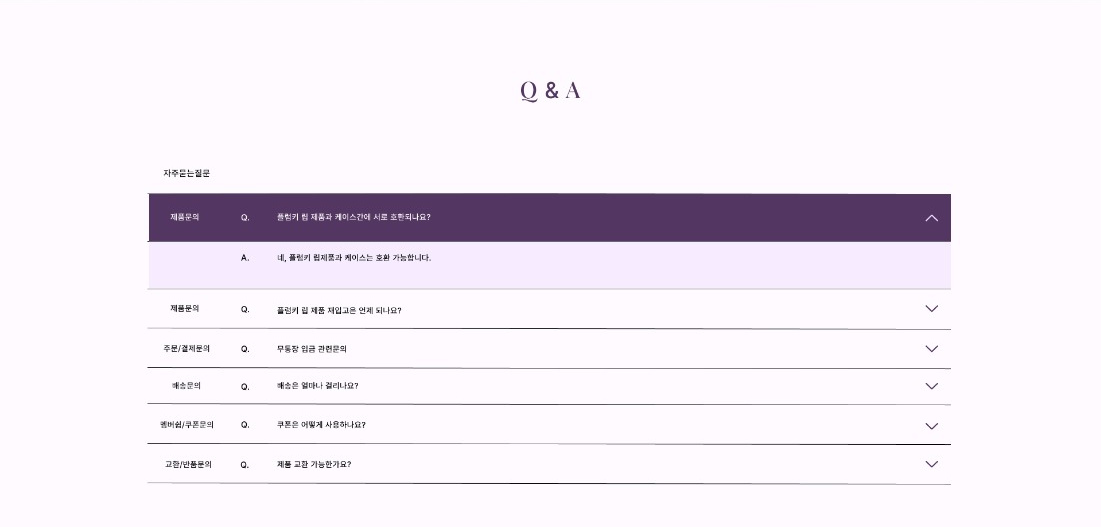 Q & A
자주묻는질문
제품문의 Q. 플럼키 립 제품과 케이스간에 서로 호환되나요?
A. 네, 플럼키 립제품과 케이스는 호환 가능합니다.
제품문의 Q. 플럼키 립 제품 재입고은 언제 되나요?
주문/결제문의 Q. 무통장 입금 관련문의
배송문의 Q. 배송은 얼마나 걸리나요?
멤버쉽/쿠폰문의 Q. 쿠폰은 어떻게 사용하나요?
교환/반품문의 Q. 제품 교환 가능한가요?